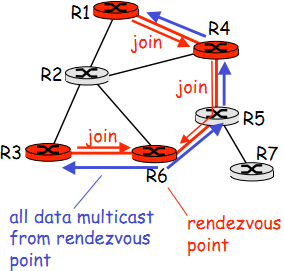 R1
R4
join
R2
join
R5
R3
join
R6
R7
all data multicast
from rendezvous
point
rendezvous
point